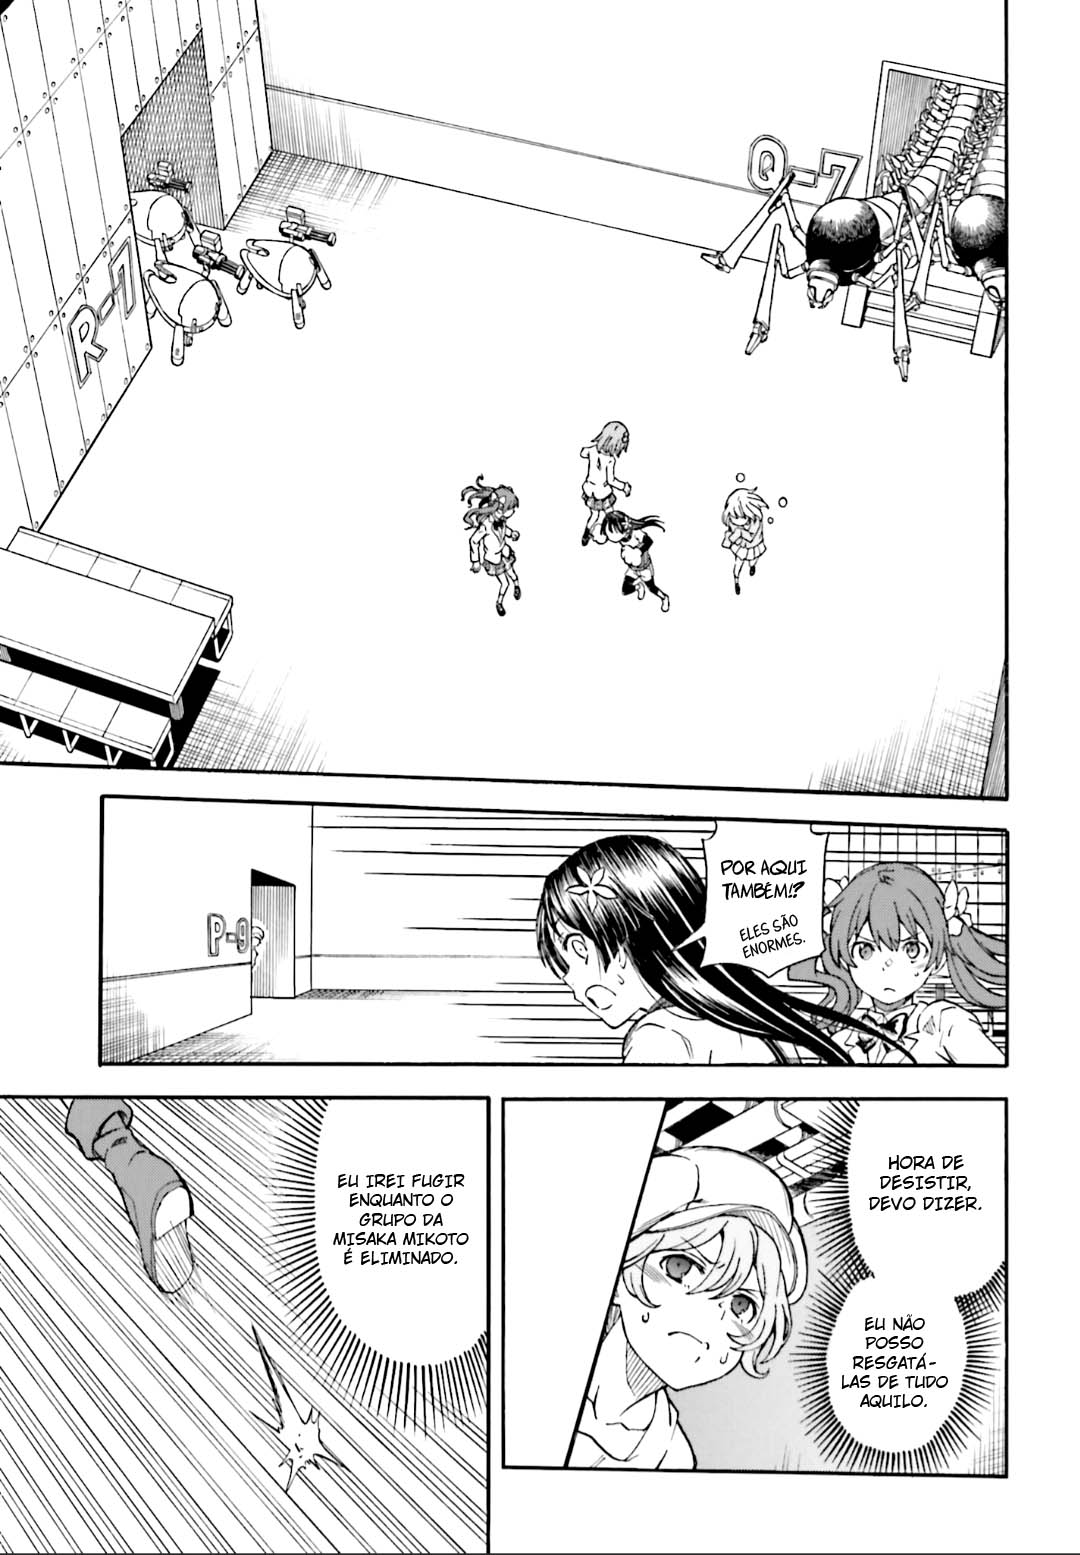 Q-7
R-7
POR AQUI
TAMBÉM!?
ELES SÃO
ENORMES.
P-9
HORA DE
DESISTIR,
DEVO DIZER.
EU NÃO
POSSO
RESGATÁ-
LAS DE TUDO
AQUILO.
EU IREI FUGIR
ENQUANTO O
GRUPO DA
MISAKA MIKOTO
É ELIMINADO.